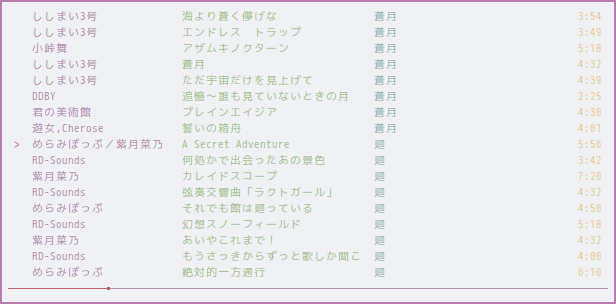 ししまい3号 海より蒼く儚げな 蒼月 3:54
ししまい3号 エンドレス トラップ 蒼月 3:49
小峠舞 アザムキノクターン 蒼月 5:18
ししまい3号 蒼月 蒼月 4:32
ししまい3号 ただ宇宙だけを見上げて 蒼月 4:39
DDBY 追憶～誰も見ていないときの月 蒼月 2:25
君の美術館 ブレインエイジア 蒼月 4:30
遊女,Cherose 誓いの箱舟 蒼月 4:01
> めらみぽっぷ／紫月菜乃 A Secret Adventure 廻 5:56
RD-Sounds 何処かで出会ったあの景色 廻 3:42
紫月菜乃 カレイドスコープ 廻 7:20
RD-Sounds 弦奏交響曲「ラクトガール」 廻 4:32
めらみぽっぷ それでも館は廻っている 廻 4:50
RD-Sounds 幻想スノーフィールド 廻 5:18
紫月菜乃 あいやこれまで！ 廻 4:32
RD-Sounds もうさっきからずっと歌しか聞こ 廻 4:00
めらみぽっぷ 絶対的一方通行 廻 6:10